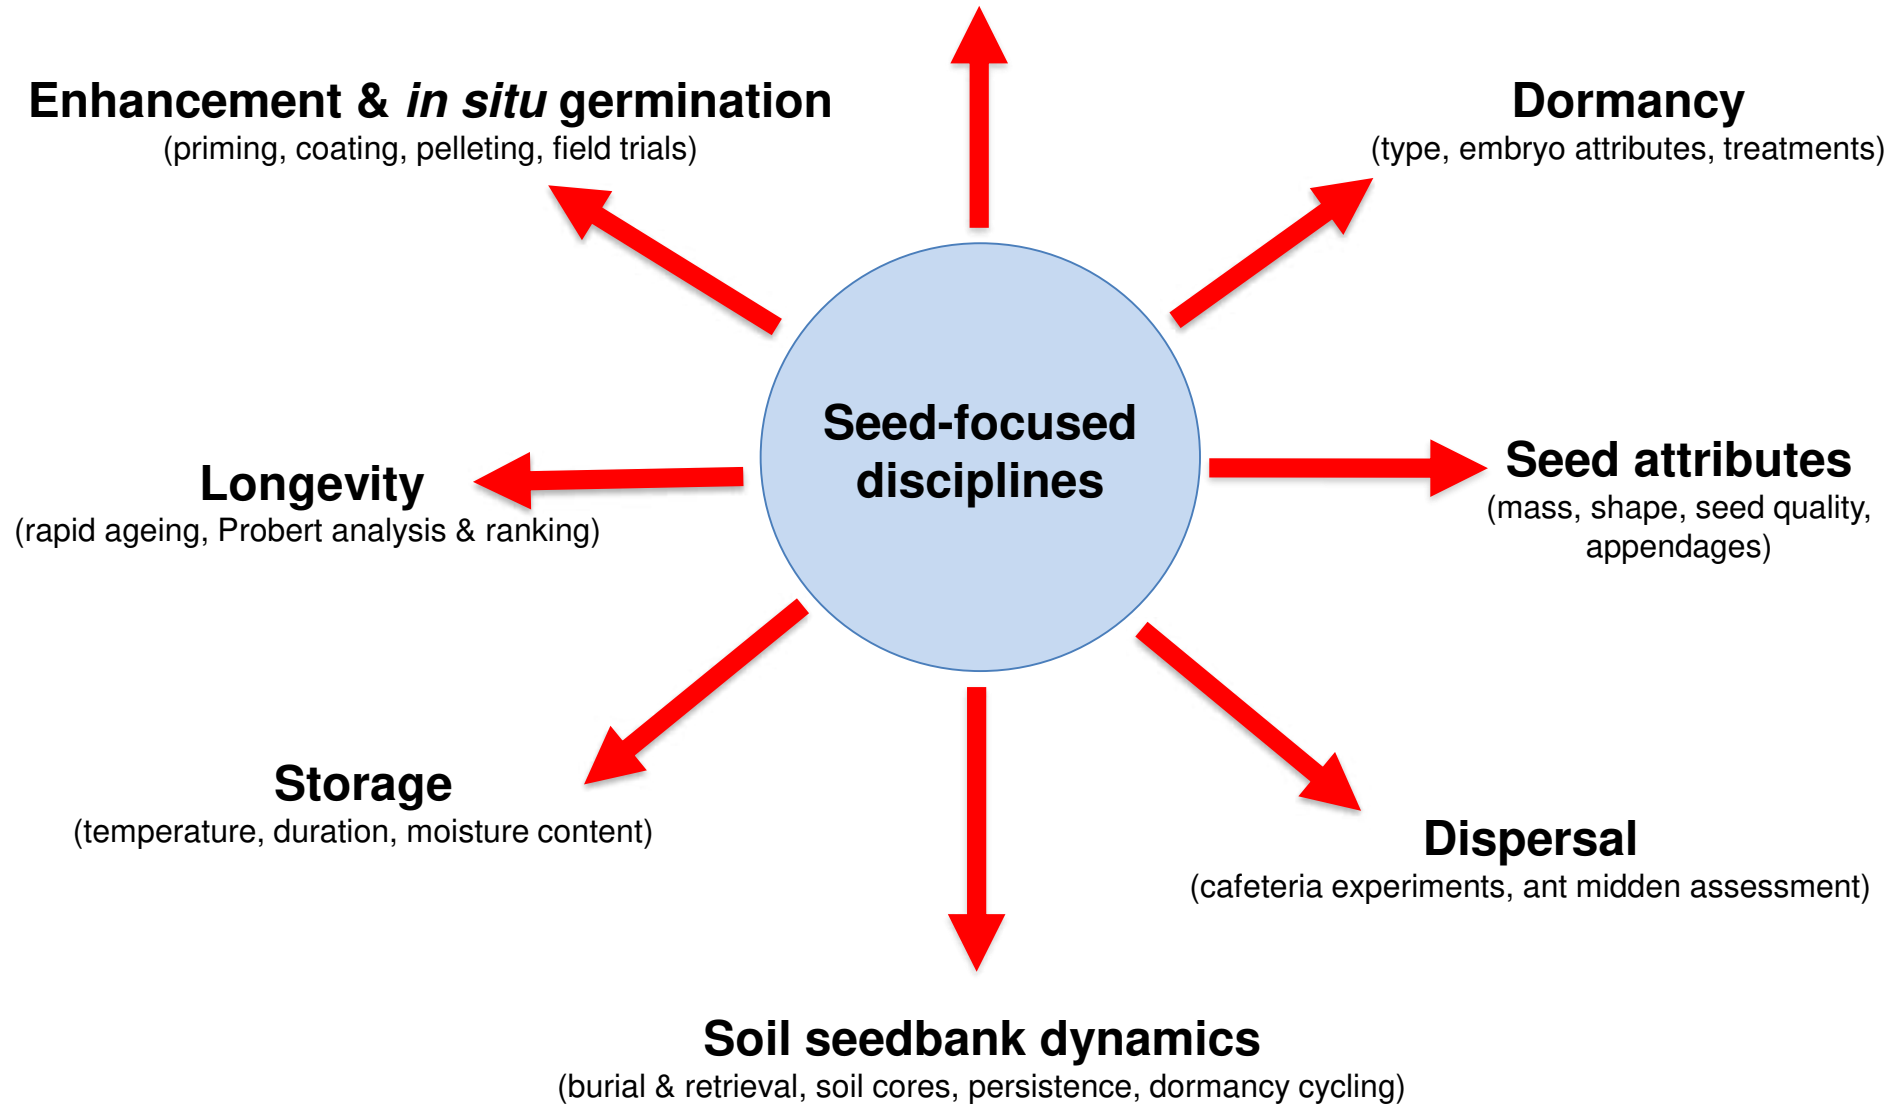 Enhancement & in situ germination
(priming, coating, pelleting, field trials)
Dormancy
(type, embryo attributes, treatments)
Seed-focused
disciplines
Longevity
(rapid ageing, Probert analysis & ranking)
Seed attributes
(mass, shape, seed quality,
appendages)
Storage
(temperature, duration, moisture content)
Dispersal
(cafeteria experiments, ant midden assessment)
Soil seedbank dynamics
(burial & retrieval, soil cores, persistence, dormancy cycling)